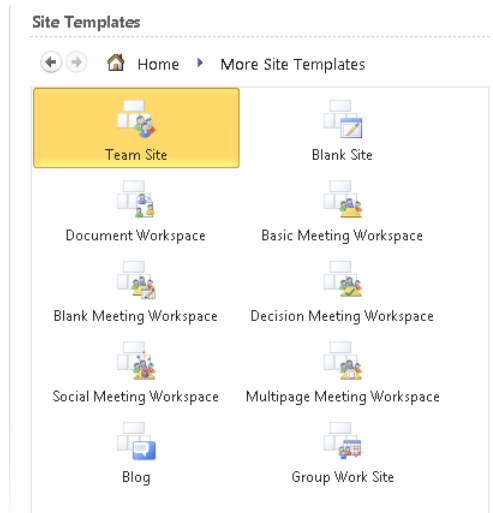 Site Templates
Home More Site Templates
Team Site Blank Site
Document Workspace Basic Meeting Workspace
Blank Meeting Workspace Decision Meeting Workspace
Social Meeting Workspace Multipage Meeting Workspace
Blog Group Work Site